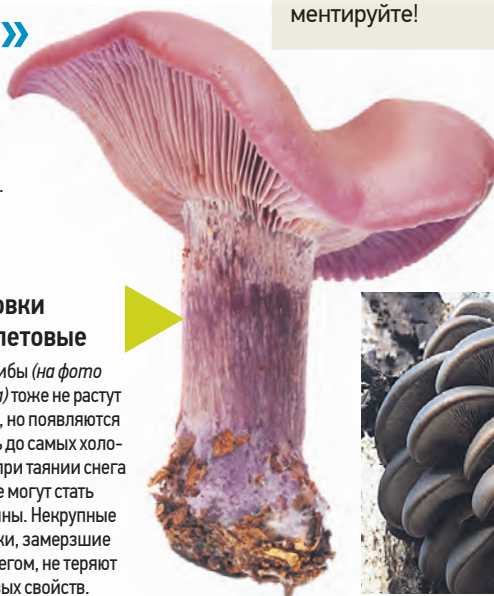 ментируйте!
»
.
овки
летовые
ибы (на фото
а) тоже не растут
, но появляются
ь до самых холо-
при таянии снега
е могут стать
ны. Некрупные
ки, замерзшие
егом, не теряют
вых свойств.